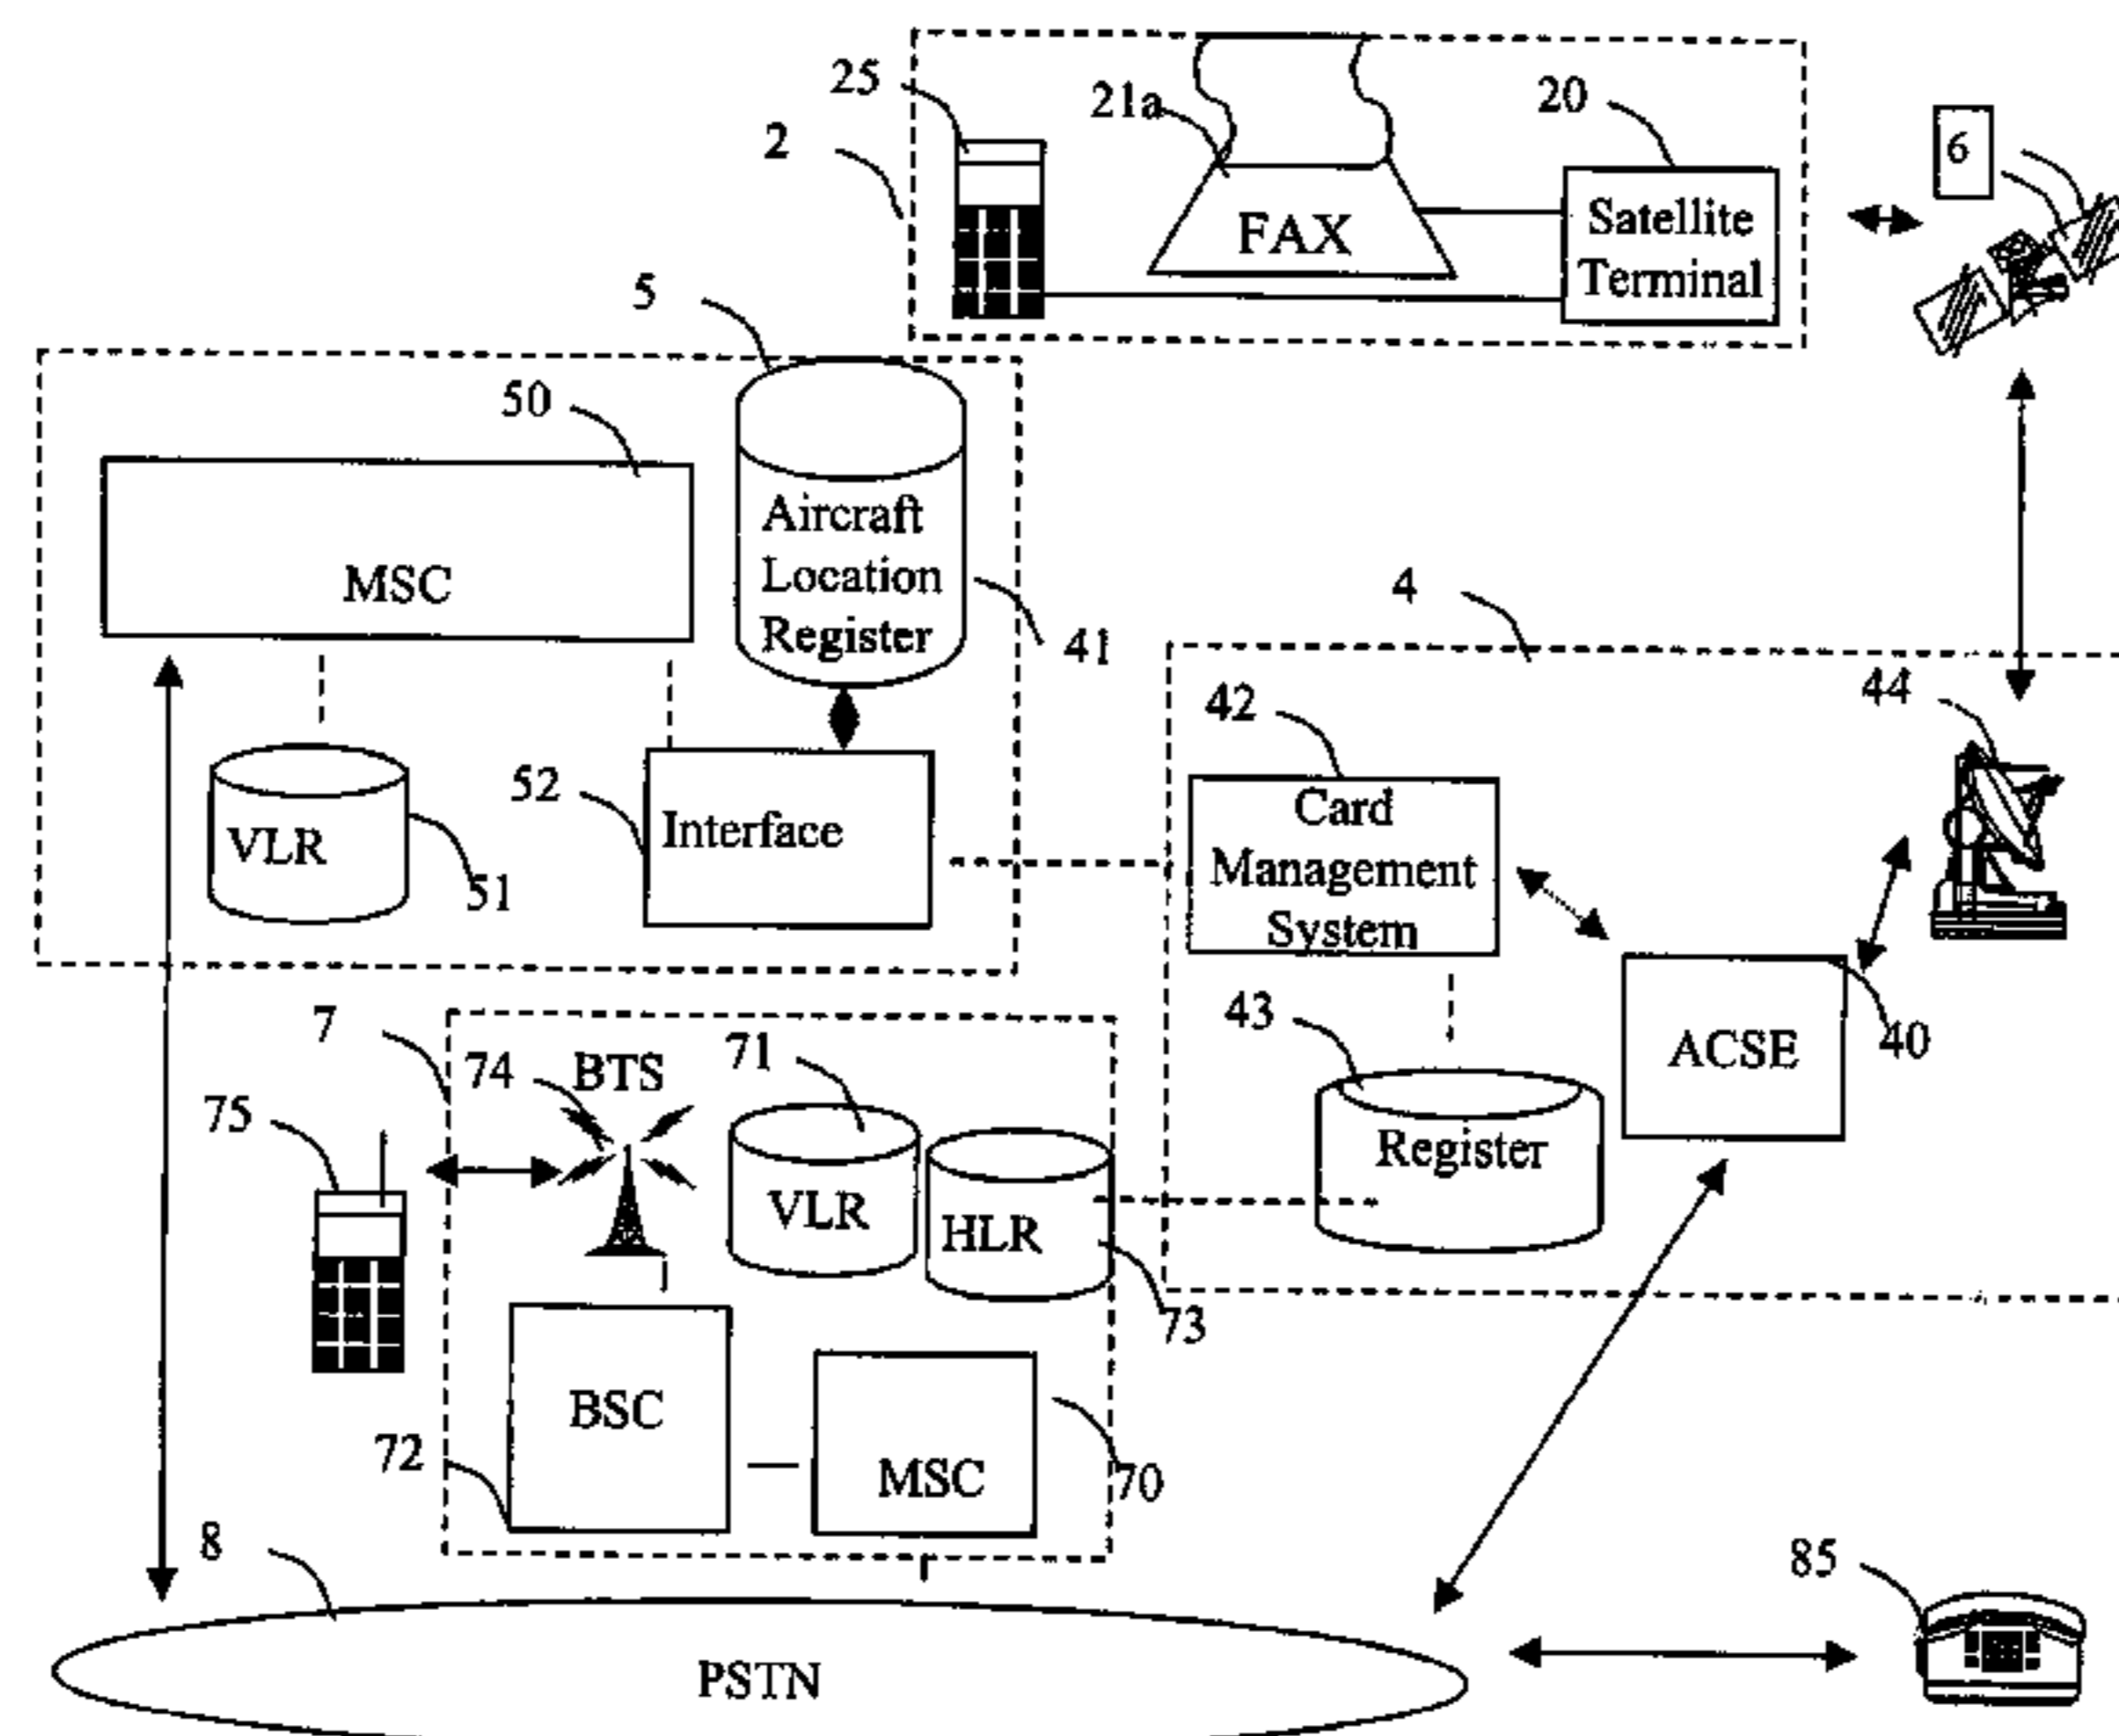 25
2
21a
20
FAX
Satellite
Terminal
6
5
50
MSC
Aircraft
Location
Register
41
4
VLR
51
52
Interface
42
Card
Management
System
44
43
Register
ACSE
40
7
74
BTS
71
75
VLR
HLR
73
BSC
72
MSC
70
8
PSTN
85